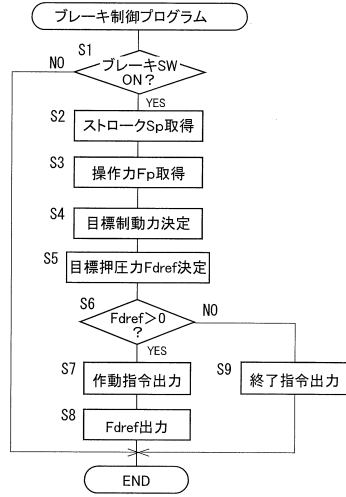 ブレーキ制御プログラム
S1
NO
ブレーキSW
ON?
YES
S2
ストロークSp取得
S3
操作力Fp取得
S4
目標制動力決定
S5
目標押圧力Fdref決定
S6
Fdref>0
?
NO
YES
S7
作動指令出力
S9
終了指令出力
S8
Fdref出力
END